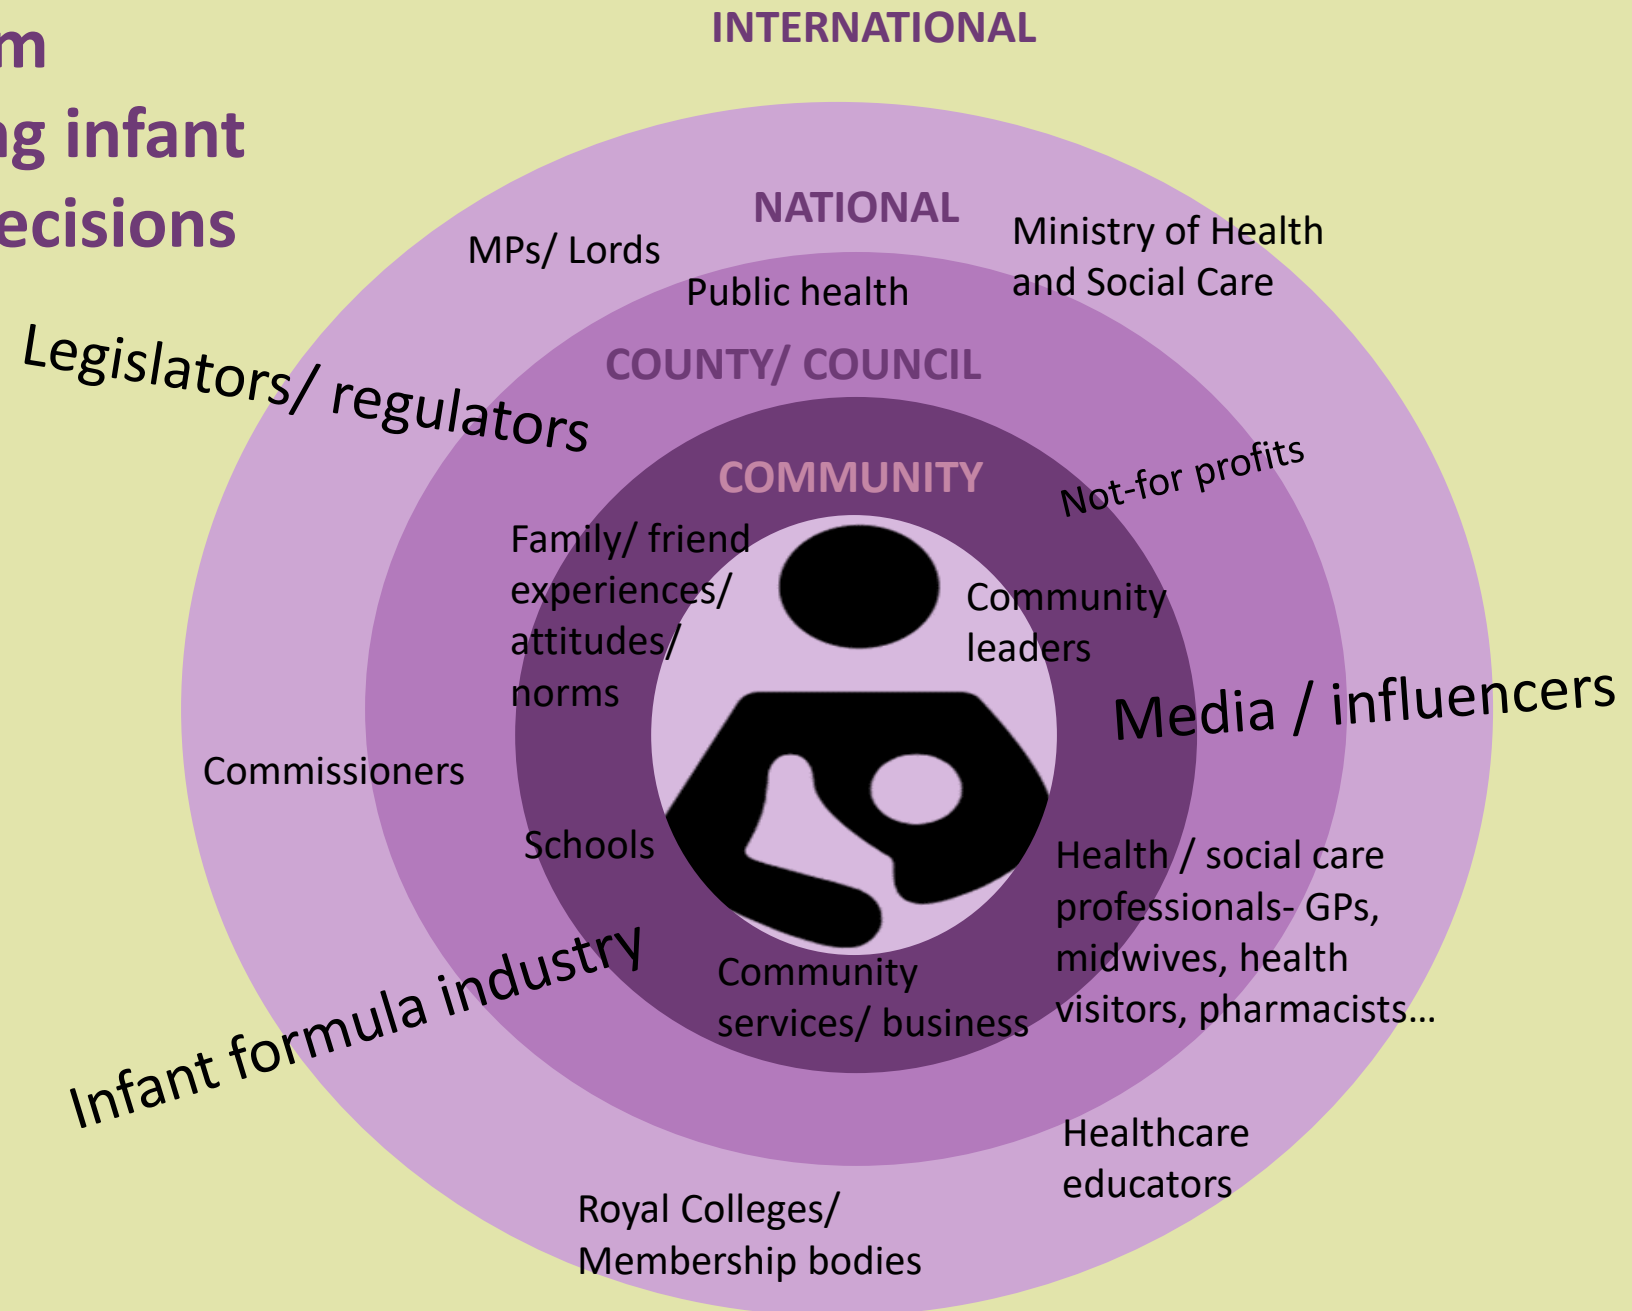 INTERNATIONAL
m
ng infant
ecisions
NATIONAL
MPs/ Lords
Ministry of Health
and Social Care
Public health
Legislators/ regulators
COUNTY/ COUNCIL
Not-for profits
COMMUNITY
Family/ friend
experiences/
attitudes/
norms
Community
leaders
Media / influencers
Commissioners
Schools
Health / social care
professionals- GPs,
midwives, health
visitors, pharmacists...
Infant formula industry
Community
services/ business
Healthcare
educators
Royal Colleges/
Membership bodies